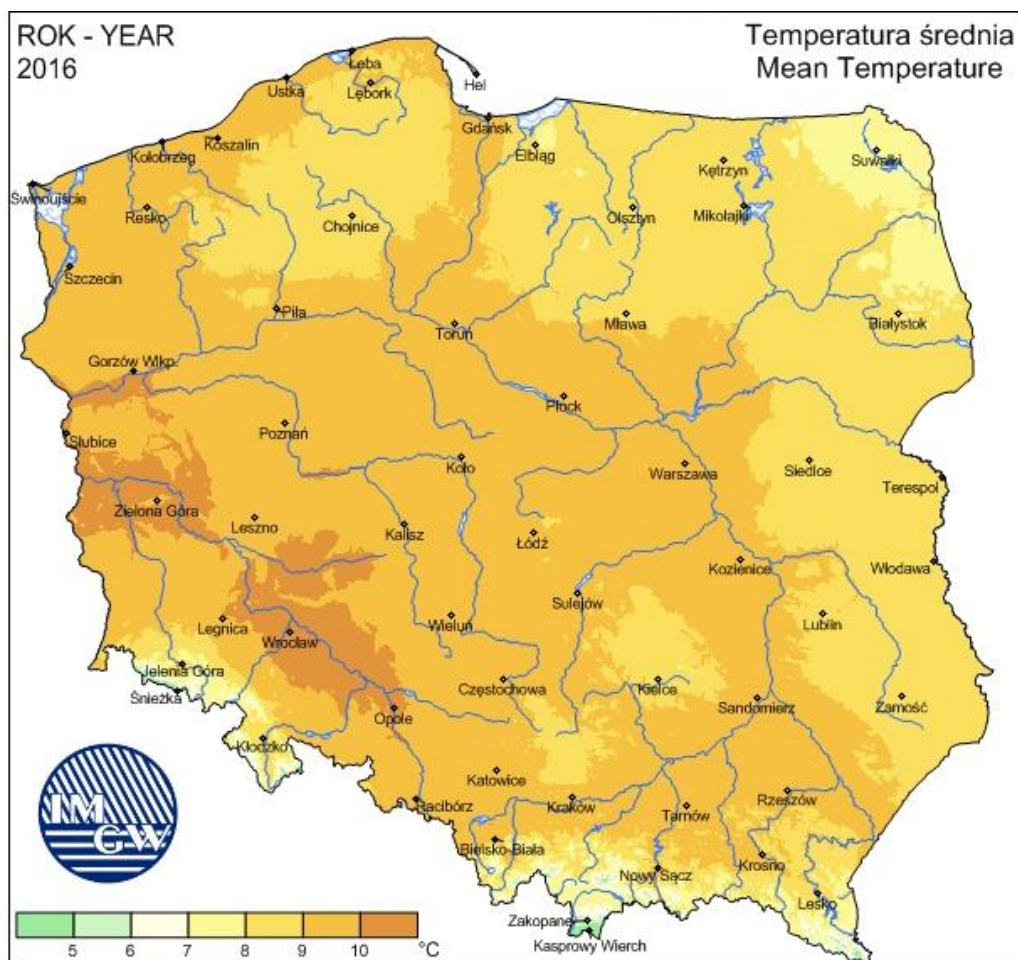 ROK - YEAR
2016
Temperatura średnia
Mean Temperature
Łeba
Hel
Ustka
Lębork
Gdańsk
Koszalin
Kołobrzeg
Elbląg
Suwałki
Kętrzyn
Świnoujście
Resko
Chojnice
Olsztyn
Mikołajki
Szczecin
Piła
Toruń
Mława
Białystok
Gorzów Wlkp.
Płock
Słubice
Poznań
Koło
Warszawa
Siedlce
Terespol
Zielona Góra
Leszno
Kalisz
Łódź
Kozienice
Włodawa
Sulejów
Legnica
Wrocław
Wieluń
Lublin
Jelenia Góra
Śnieżka
Częstochowa
Kielce
Opole
Sandomierz
Zamość
Kłodzko
Katowice
Racibórz
Kraków
Tarnów
Rzeszów
Bielsko-Biała
Nowy Sącz
Krosno
Lesko
Zakopane
Kasprowy Wierch
IM
GW
5 6 7 8 9 10 °C